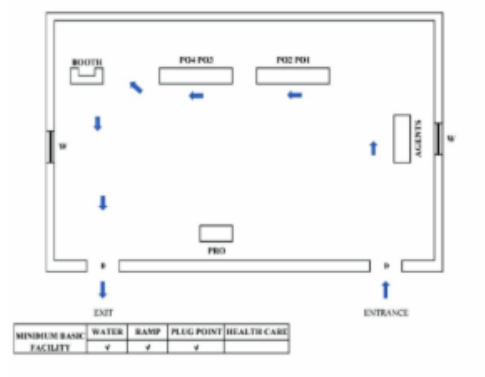 BOOTH
PO4 PO3
PO2 PO1
W
AGENTS
W
PRO
D
D
EXIT
ENTRANCE
MINIMUM BASIC FACILITY
WATER
RAMP
PLUG POINT
HEALTH CARE
√
√
√